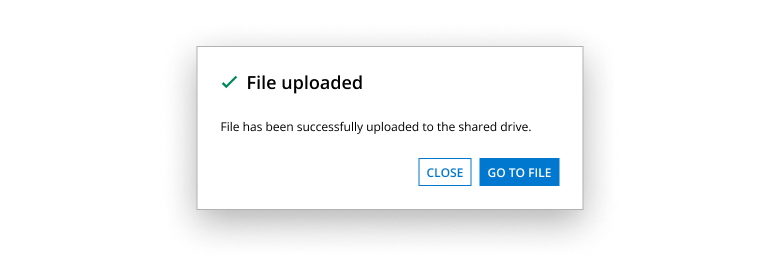 File uploaded
File has been successfully uploaded to the shared drive.
CLOSE
GO TO FILE